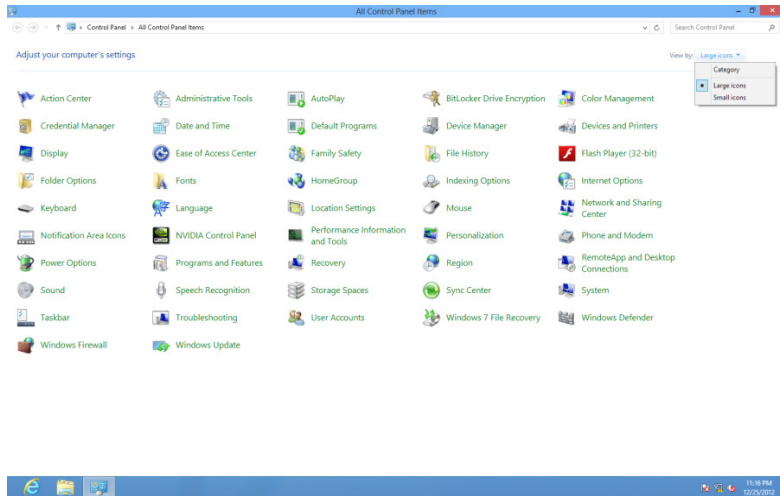 All Control Panel Items
Control Panel ▸ All Control Panel Items
Search Control Panel
Adjust your computer's settings
View by: Large icons
Category
Large icons
Small icons
Action Center
Administrative Tools
AutoPlay
BitLocker Drive Encryption
Color Management
Credential Manager
Date and Time
Default Programs
Device Manager
Devices and Printers
Display
Ease of Access Center
Family Safety
File History
Flash Player (32-bit)
Folder Options
Fonts
HomeGroup
Indexing Options
Internet Options
Keyboard
Language
Location Settings
Mouse
Network and Sharing
Center
Notification Area Icons
NVIDIA Control Panel
Performance Information
and Tools
Personalization
Phone and Modem
Power Options
Programs and Features
Recovery
Region
RemoteApp and Desktop
Connections
Sound
Speech Recognition
Storage Spaces
Sync Center
System
Taskbar
Troubleshooting
User Accounts
Windows 7 File Recovery
Windows Defender
Windows Firewall
Windows Update
11:16 PM
12/25/2012